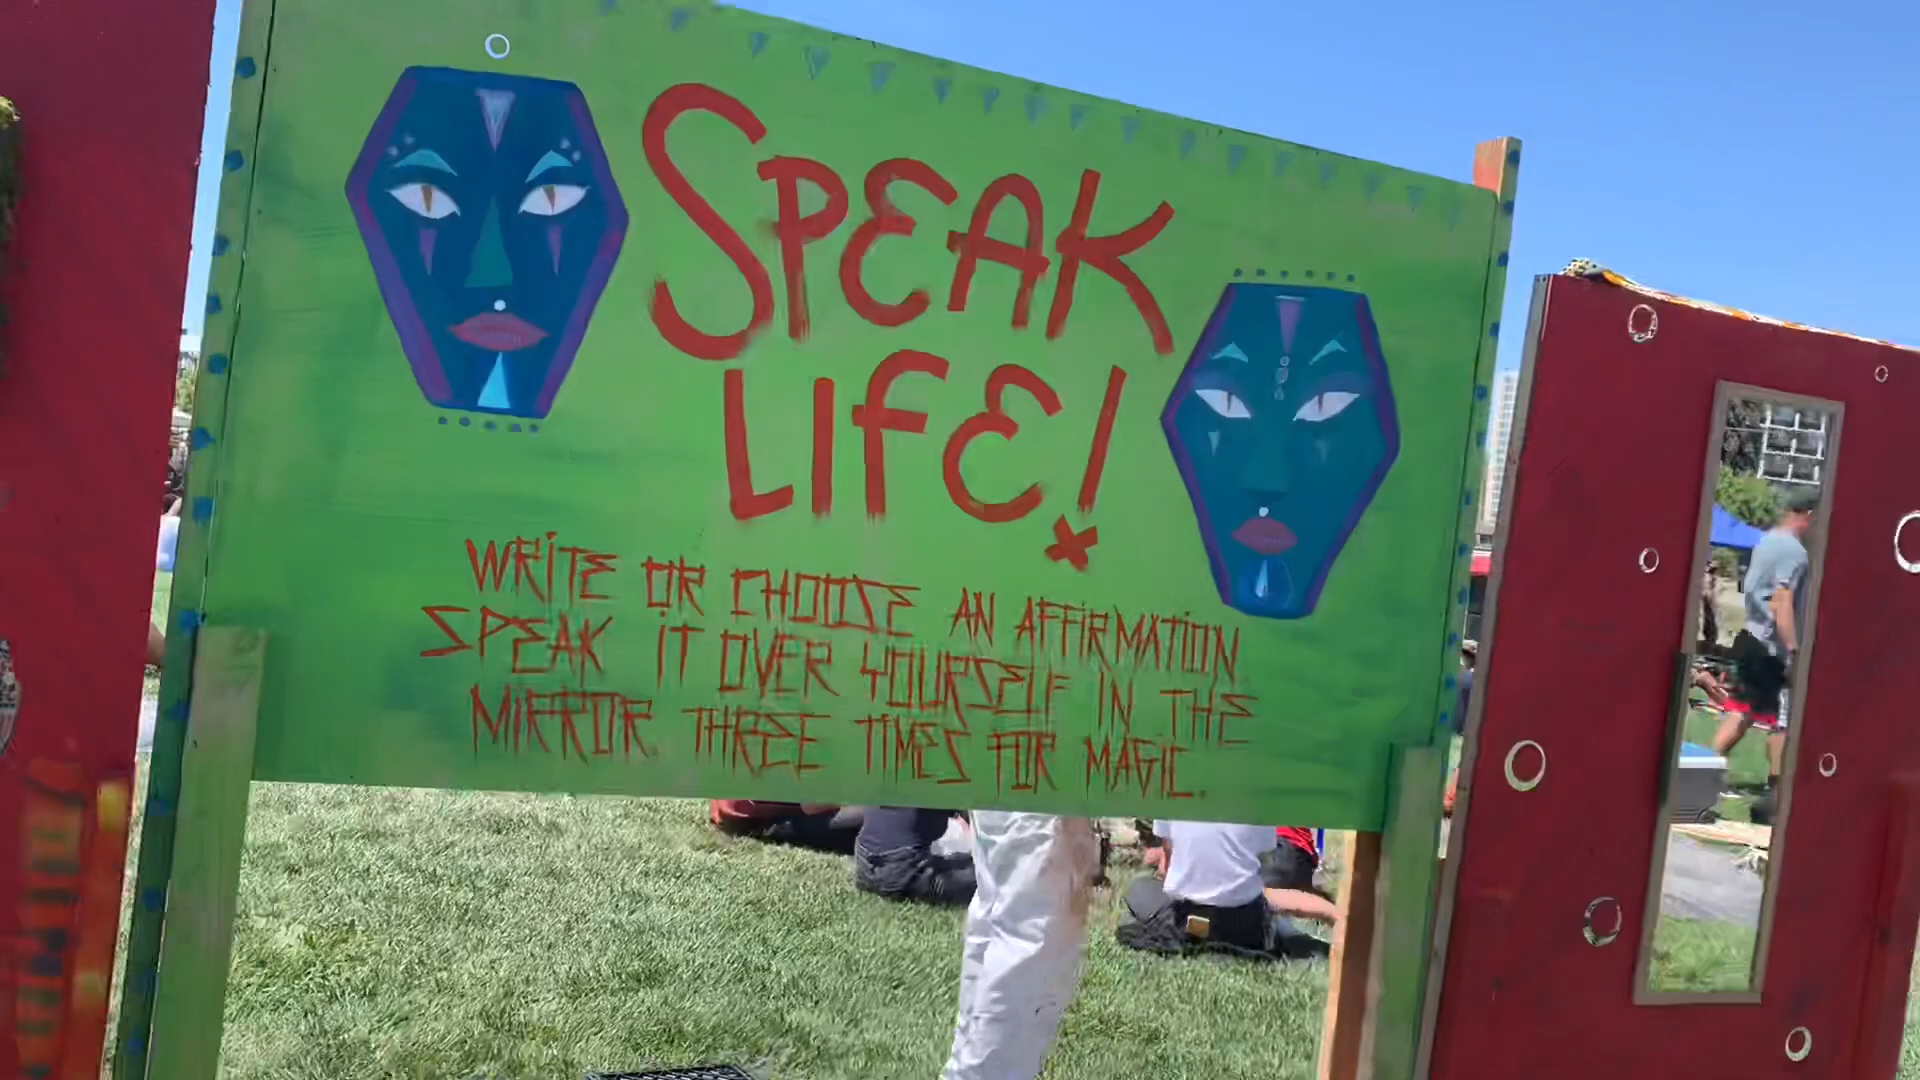 SPEAK
LIFE!
WRITE OR CHOOSE AN AFFIRMATION
SPEAK IT OVER YOURSELF IN THE
MIRROR. THREE TIMES FOR MAGIC.